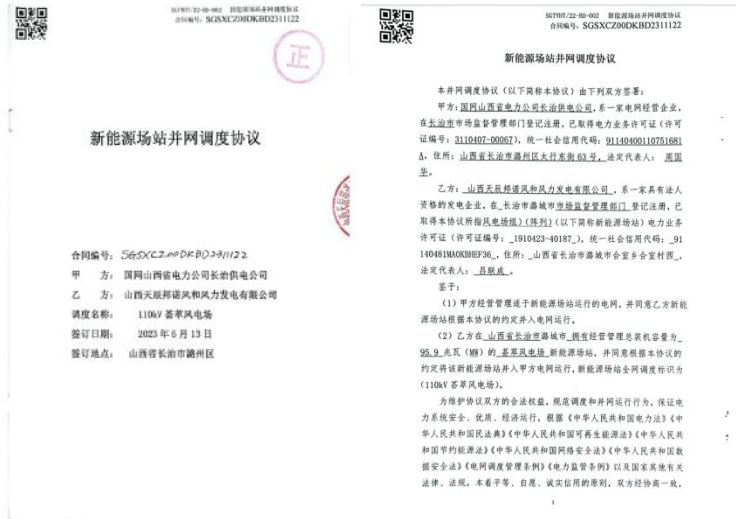 SGTYHT/22-BD-002 新能源场站并网调度协议
合同编号: SGSXCZ00DKBD2311122
正
新能源场站并网调度协议
合同编号: SGSXCZ00DKBD2311122
甲 方: 国网山西省电力公司长治供电公司
乙 方: 山西天辰邦诺风和风力发电有限公司
调度名称: 110kV 荟萃风电场
签订日期: 2023 年 6 月 13 日
签订地点: 山西省长治市潞州区
SGTYHT/22-BD-002 新能源场站并网调度协议
合同编号: SGSXCZ00DKBD2311122
新能源场站并网调度协议
本并网调度协议(以下简称本协议)由下列双方签署:
甲方:国网山西省电力公司长治供电公司,系一家电网经营企业,
在长治市市场监督管理部门登记注册,已取得电力业务许可证(许可
证编号: 3110407-00067),统一社会信用代码: 91140400110751681
A,住所: 山西省长治市潞州区太行东街 63 号,法定代表人: 周国
华。
乙方: 山西天辰邦诺风和风力发电有限公司,系一家具有法人
资格的发电企业,在 长治市潞城市市场监督管理部门 登记注册,已
取得本协议所指风电场组)(阵列)(以下简称新能源场站)电力业务
许可证(许可证编号: 1910423-40187 ),统一社会信用代码: 91
140481MA0KBHEF36 ,住所: 山西省长治市潞城市合室乡合室村西 ,
法定代表人: 吕联成 。
鉴于:
(1)甲方经营管理适于新能源场站运行的电网,并同意乙方新能
源场站根据本协议的约定并入电网运行。
(2)乙方在 山西省长治市潞城市 拥有经营管理总装机容量为
95.9 兆瓦(MW)的 荟萃风电场 新能源场站,并同意根据本协议的
约定将该新能源场站并入甲方电网运行,新能源场站全网调度标识为
(110kV 荟萃风电场)。
为维护协议双方的合法权益,规范调度和并网运行行为,保证电
力系统安全、优质、经济运行,根据《中华人民共和国电力法》《中
华人民共和国民法典》《中华人民共和国可再生能源法》《中华人民共
和国节约能源法》《中华人民共和国网络安全法》《中华人民共和国数
据安全法》《电网调度管理条例》《电力监管条例》以及国家其他有关
法律、法规,本着平等、自愿、诚实信用的原则,双方经协商一致,
1